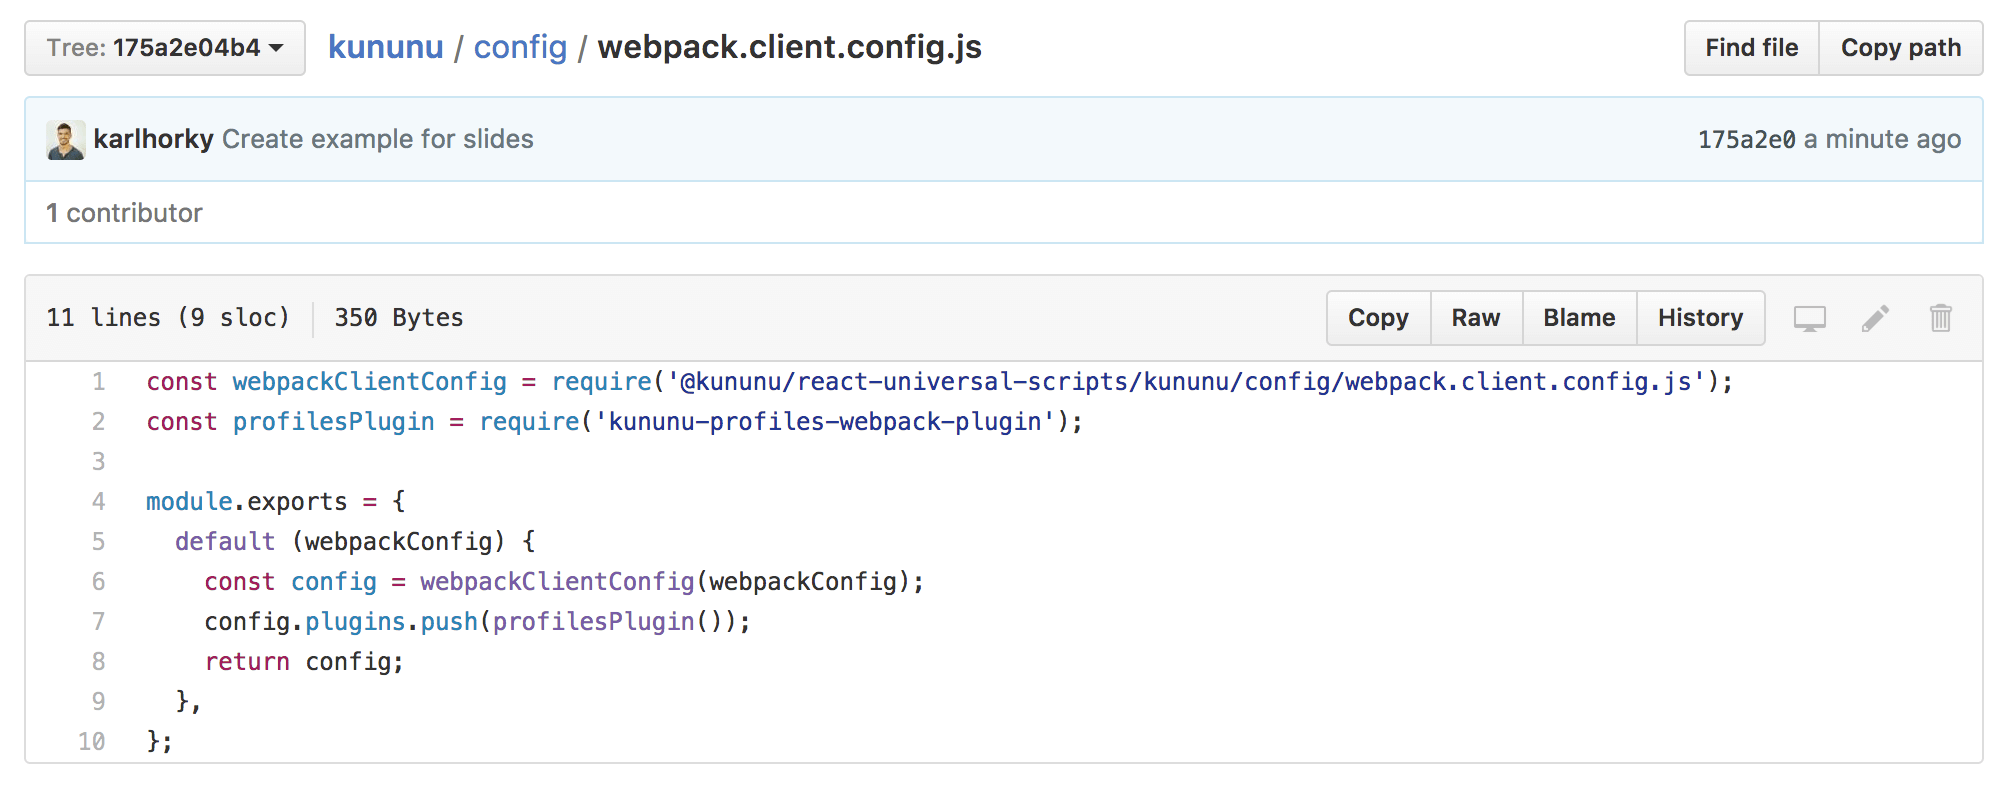 Tree: 175a2e04b4 kununu / config / webpack.client.config.js Find file Copy path
karlhorky Create example for slides 175a2e0 a minute ago
1 contributor
11 lines (9 sloc) 350 Bytes Copy Raw Blame History
1 const webpackClientConfig = require('@kununu/react-universal-scripts/kununu/config/webpack.client.config.js');
2 const profilesPlugin = require('kununu-profiles-webpack-plugin');
3
4 module.exports = {
5   default (webpackConfig) {
6     const config = webpackClientConfig(webpackConfig);
7     config.plugins.push(profilesPlugin());
8     return config;
9   },
10 };